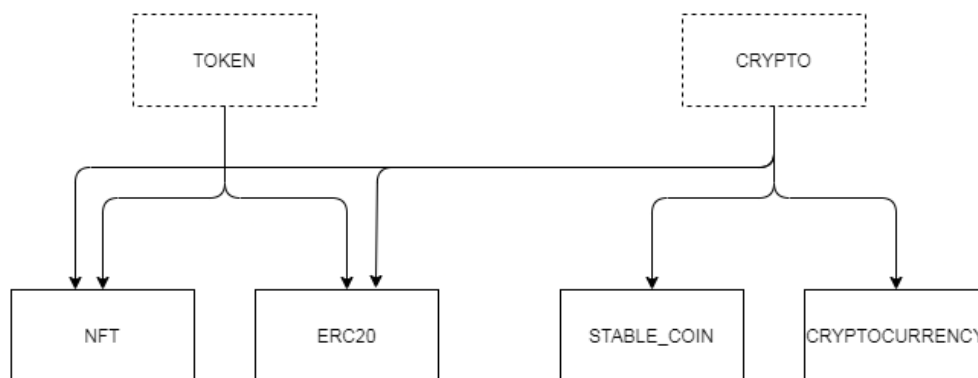 TOKEN
CRYPTO
NFT
ERC20
STABLE_COIN
CRYPTOCURRENCY